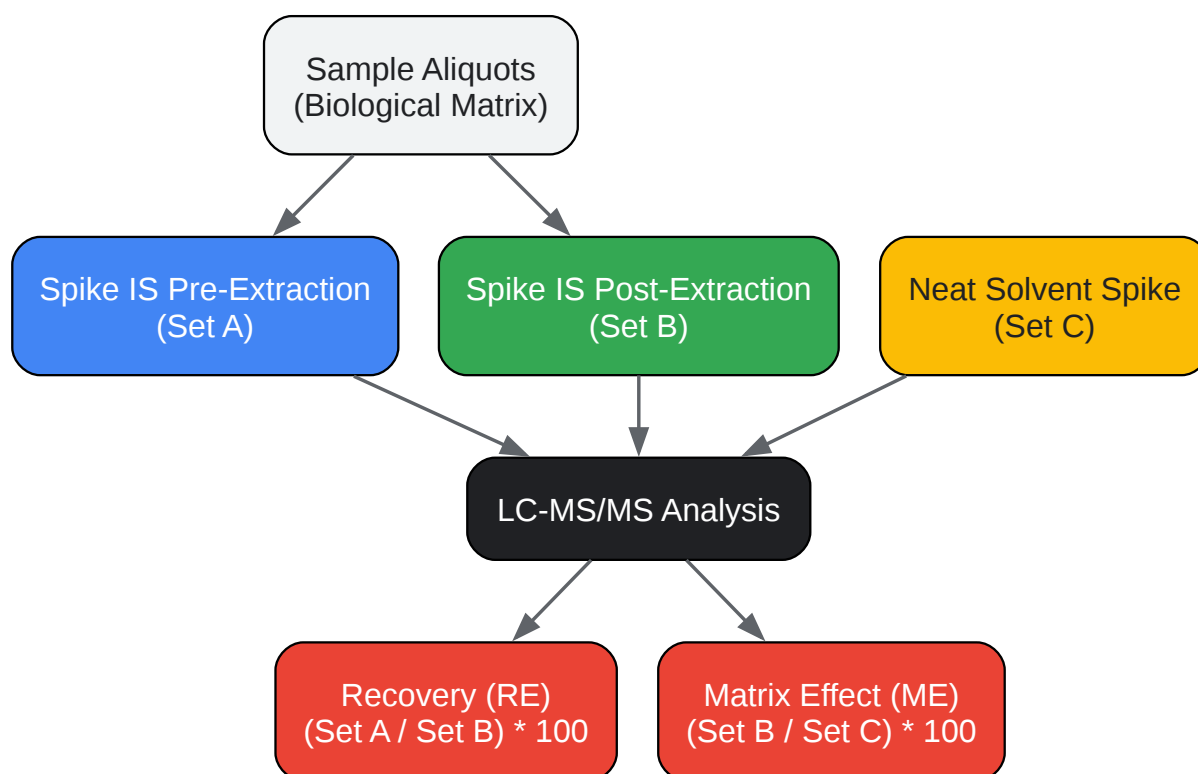 Sample Aliquots
(Biological Matrix)
Spike IS Pre-Extraction
(Set A)
Spike IS Post-Extraction
(Set B)
Neat Solvent Spike
(Set C)
LC-MS/MS Analysis
Recovery (RE)
(Set A / Set B) * 100
Matrix Effect (ME)
(Set B / Set C) * 100